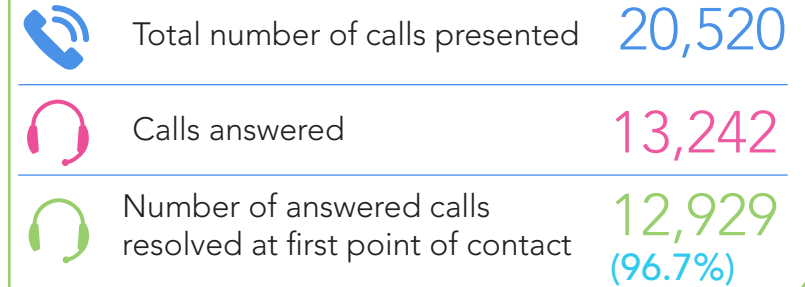 Total number of calls presented 20,520
Calls answered 13,242
Number of answered calls 12,929
resolved at first point of contact (96.7%)